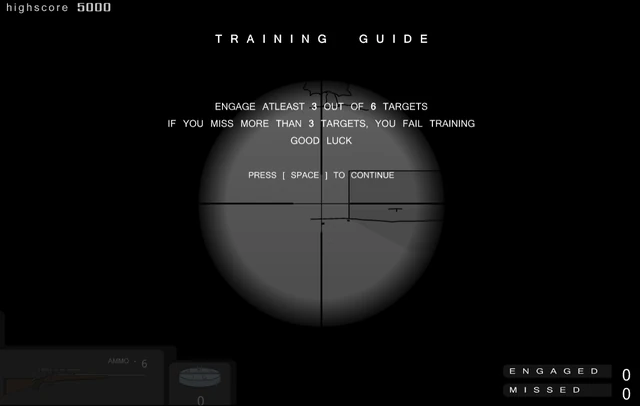 highscore 5000
TRAINING GUIDE
ENGAGE ATLEAST 3 OUT OF 6 TARGETS
IF YOU MISS MORE THAN 3 TARGETS, YOU FAIL TRAINING
GOOD LUCK
PRESS [ SPACE ] TO CONTINUE
AMMO - 6
0
ENGAGED 0
MISSED 0